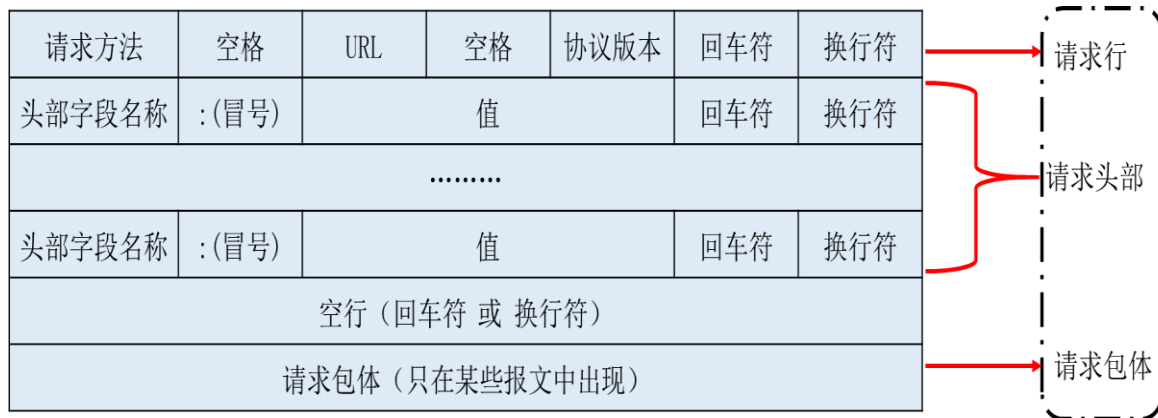 请求方法 空格 URL 空格 协议版本 回车符 换行符 请求行
头部字段名称 :(冒号) 值 回车符 换行符
………
请求头部
头部字段名称 :(冒号) 值 回车符 换行符
空行（回车符 或 换行符）
请求包体（只在某些报文中出现） 请求包体